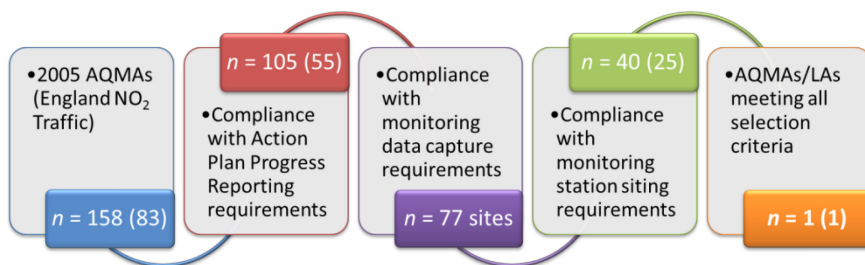 •2005 AQMAs
(England NO₂
Traffic)
n = 158 (83)
n = 105 (55)
•Compliance
with Action
Plan Progress
Reporting
requirements
•Compliance
with
monitoring
data capture
requirements
n = 77 sites
n = 40 (25)
•Compliance
with
monitoring
station siting
requirements
•AQMAs/LAs
meeting all
selection
criteria
n = 1 (1)